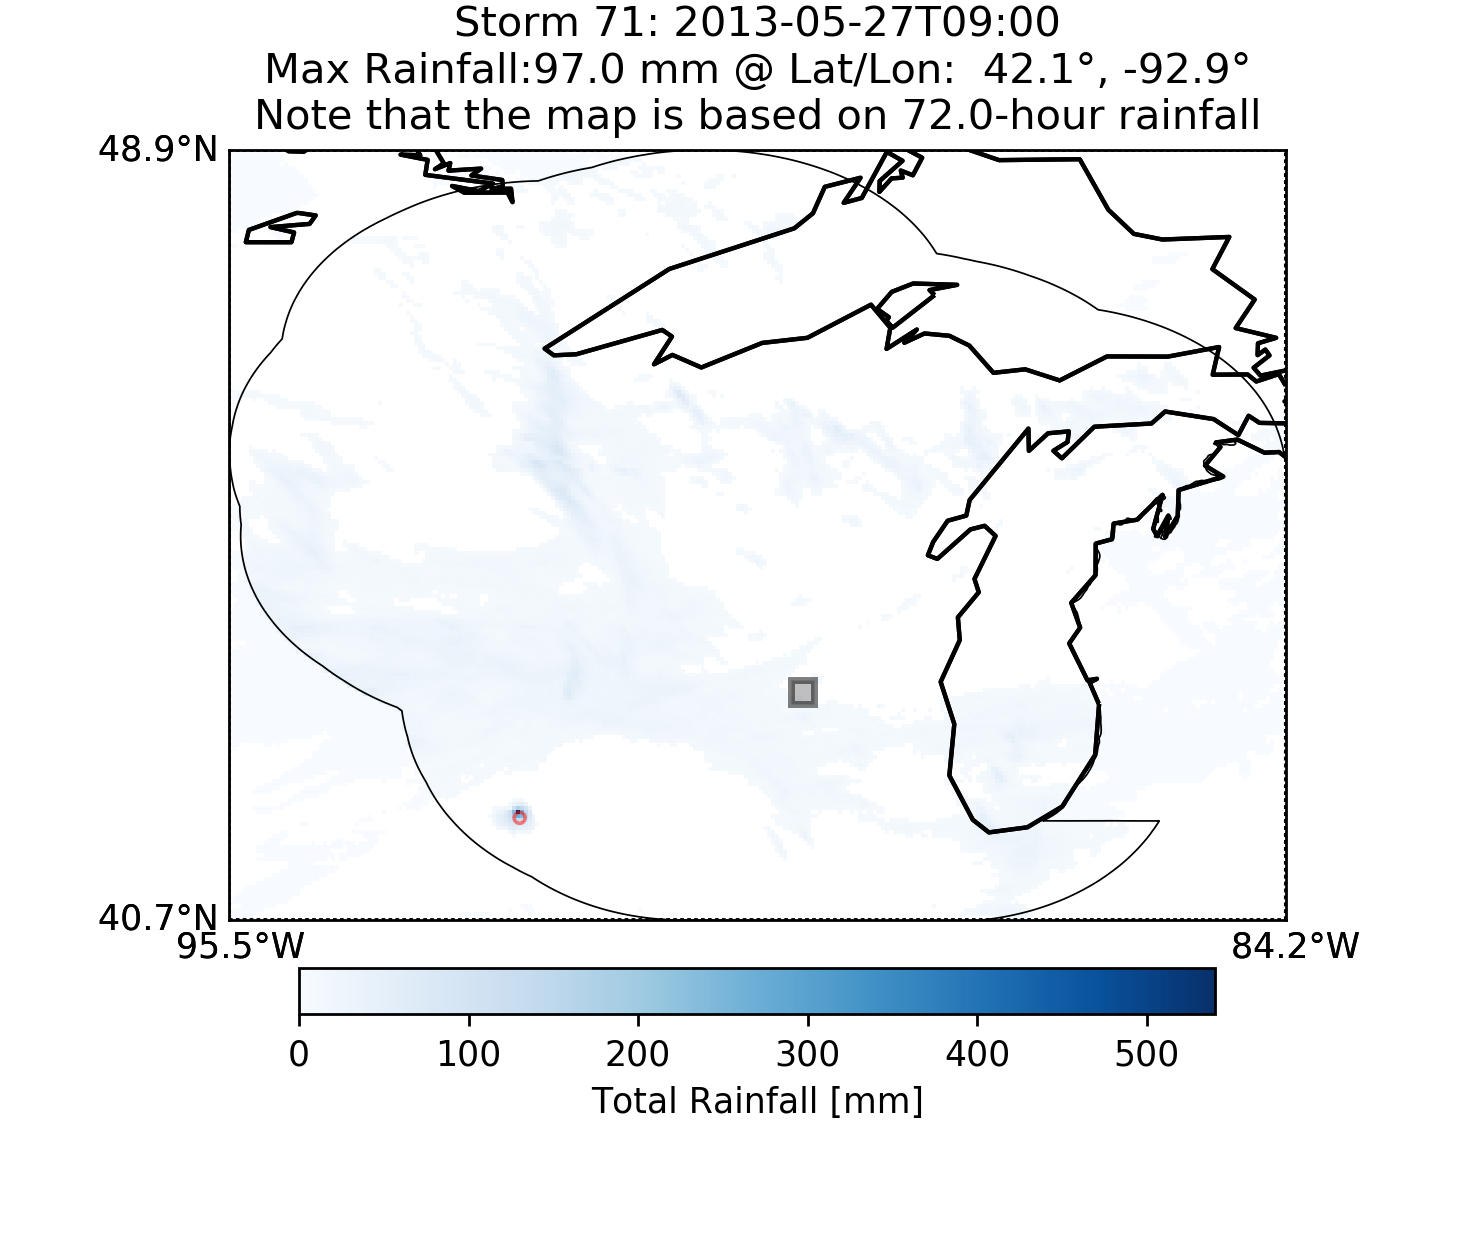 Storm 71: 2013-05-27T09:00
Max Rainfall:97.0 mm @ Lat/Lon:  42.1°, -92.9°
Note that the map is based on 72.0-hour rainfall
48.9°N
40.7°N
95.5°W 84.2°W
0 100 200 300 400 500
Total Rainfall [mm]